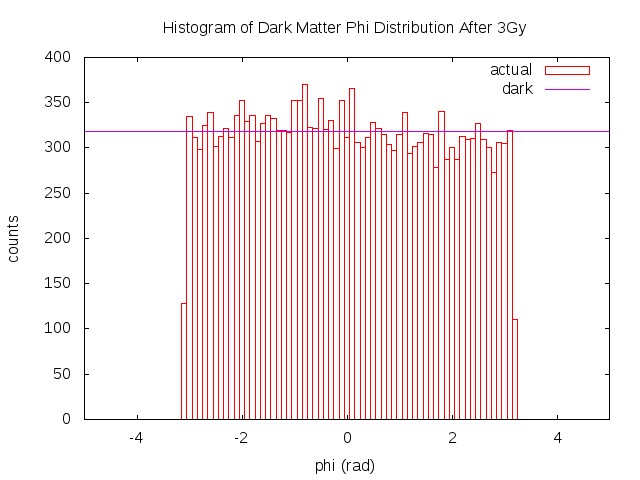 Histogram of Dark Matter Phi Distribution After 3Gy
400
350
300
250
200
150
100
50
0
counts
actual
dark
-4 -2 0 2 4
phi (rad)